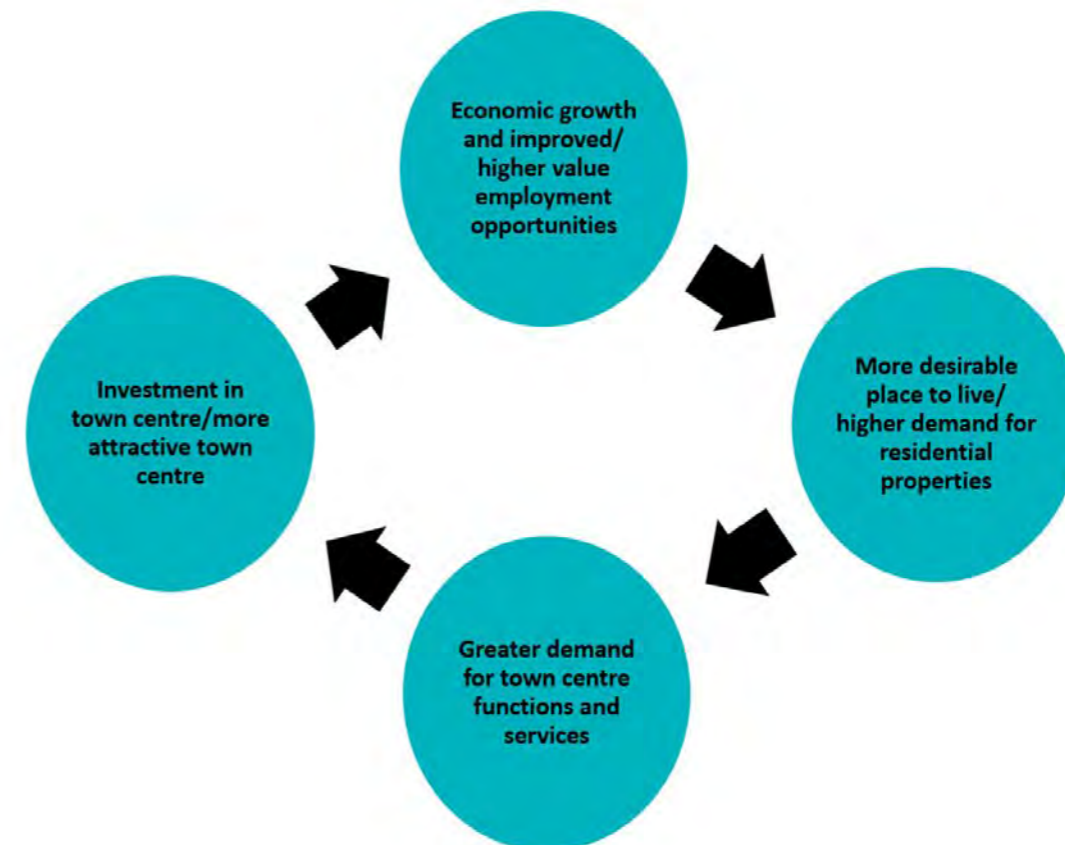 Economic growth
and improved/
higher value
employment
opportunities
More desirable
place to live/
higher demand for
residential
properties
Greater demand
for town centre
functions and
services
Investment in
town centre/more
attractive town
centre